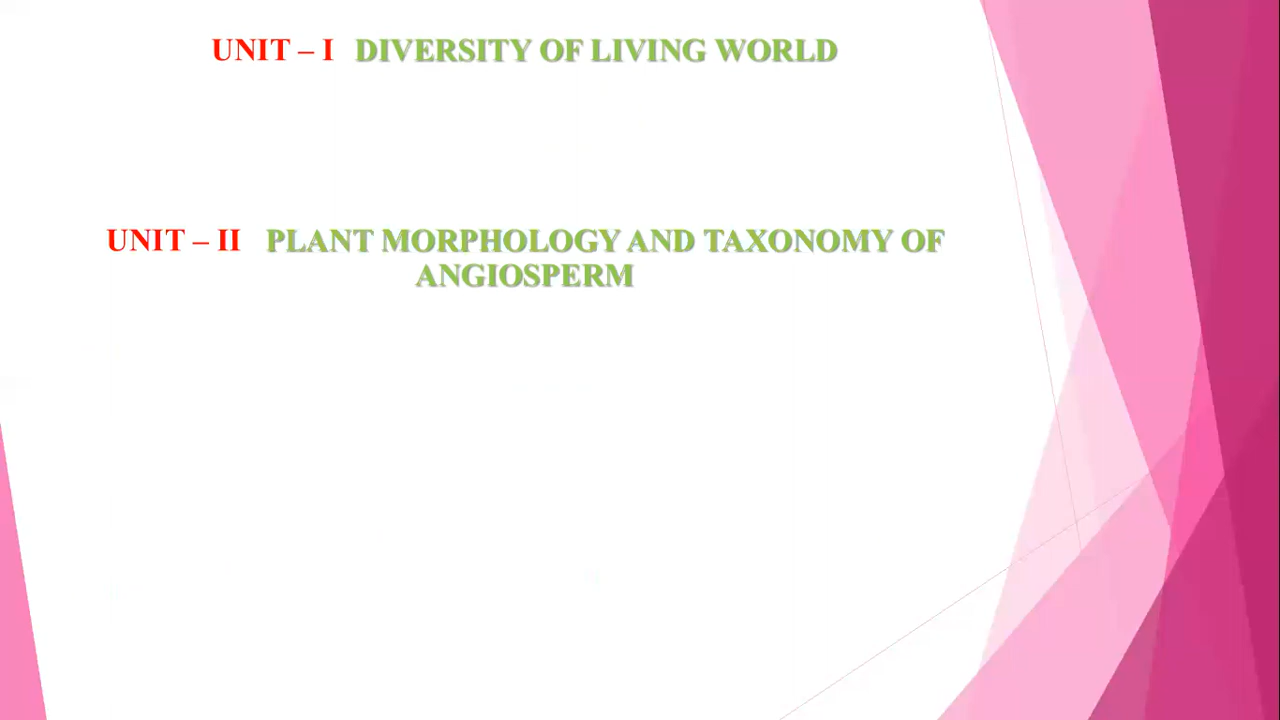 UNIT – I DIVERSITY OF LIVING WORLD
UNIT – II PLANT MORPHOLOGY AND TAXONOMY OF
ANGIOSPERM